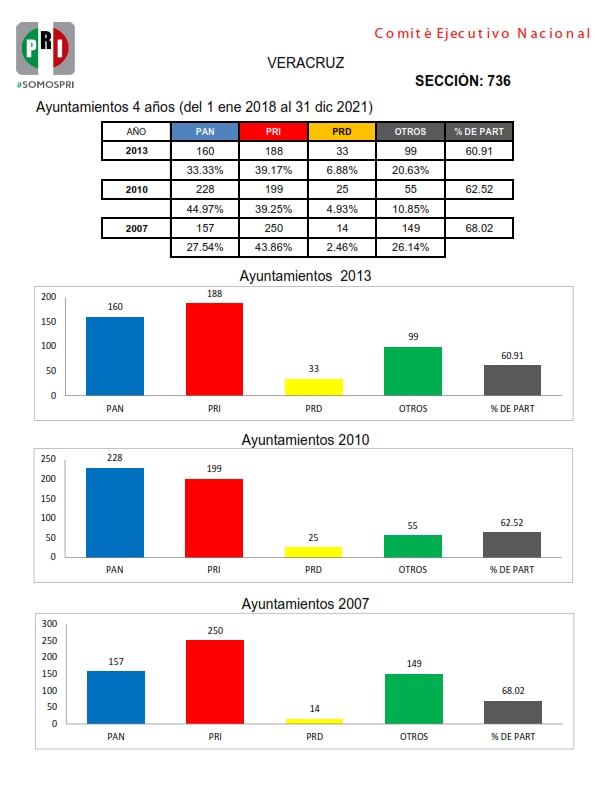 PRI
#SOMOSPRI
Comité Ejecutivo Nacional
VERACRUZ
SECCIÓN: 736
Ayuntamientos 4 años (del 1 ene 2018 al 31 dic 2021)
AÑO PAN PRI PRD OTROS % DE PART
2013 160 188 33 99 60.91
33.33% 39.17% 6.88% 20.63%
2010 228 199 25 55 62.52
44.97% 39.25% 4.93% 10.85%
2007 157 250 14 149 68.02
27.54% 43.86% 2.46% 26.14%
Ayuntamientos 2013
200
150
100
50
0
160 188 33 99 60.91
PAN PRI PRD OTROS % DE PART
Ayuntamientos 2010
250
200
150
100
50
0
228 199 25 55 62.52
PAN PRI PRD OTROS % DE PART
Ayuntamientos 2007
300
250
200
150
100
50
0
157 250 14 149 68.02
PAN PRI PRD OTROS % DE PART